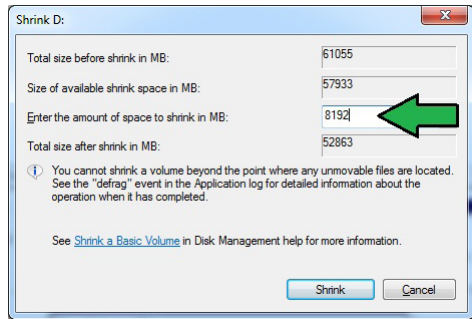 Shrink D:
Total size before shrink in MB: 61055
Size of available shrink space in MB: 57933
Enter the amount of space to shrink in MB: 8192
Total size after shrink in MB: 52863
You cannot shrink a volume beyond the point where any unmovable files are located.
See the "defrag" event in the Application log for detailed information about the
operation when it has completed.
See Shrink a Basic Volume in Disk Management help for more information.
Shrink Cancel